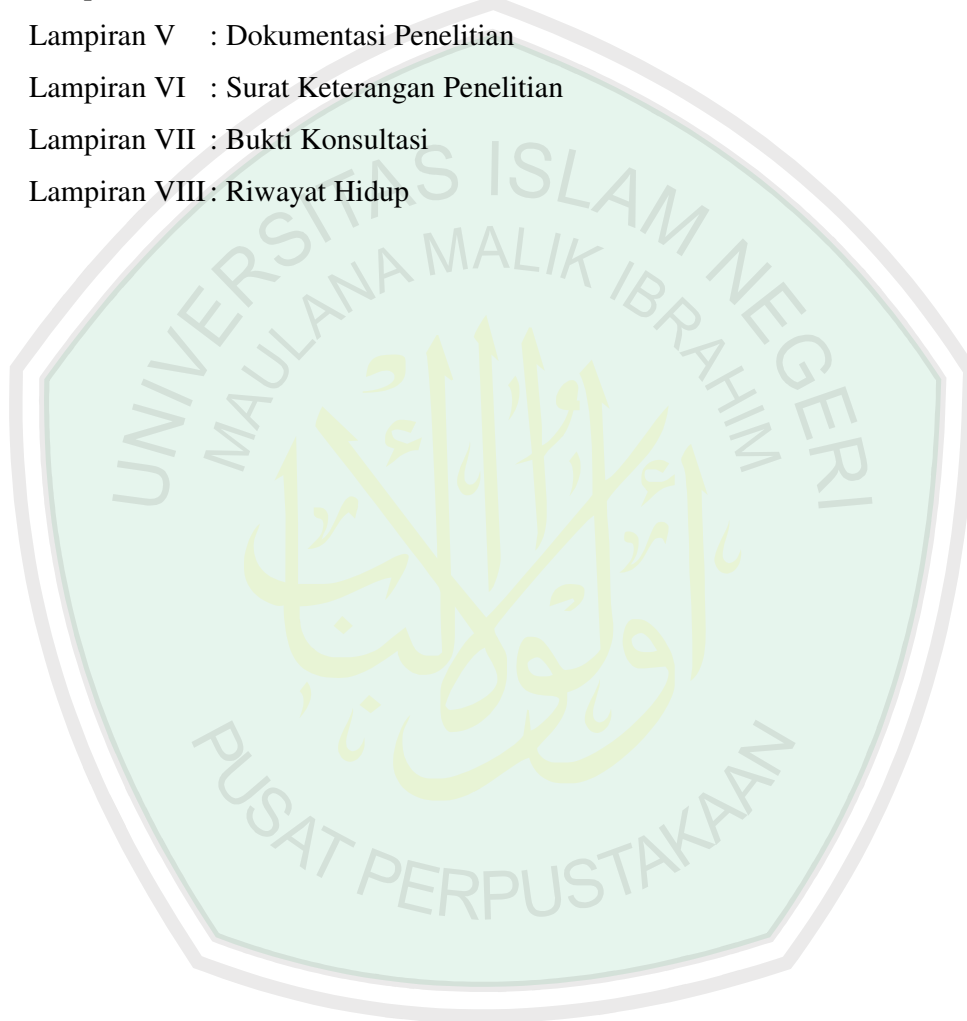 Lampiran V : Dokumentasi Penelitian
Lampiran VI : Surat Keterangan Penelitian
Lampiran VII : Bukti Konsultasi
Lampiran VIII : Riwayat Hidup
UNIVERSITAS ISLAM NEGERI
MAULANA MALIK IBRAHIM
PUSAT PERPUSTAKAAN